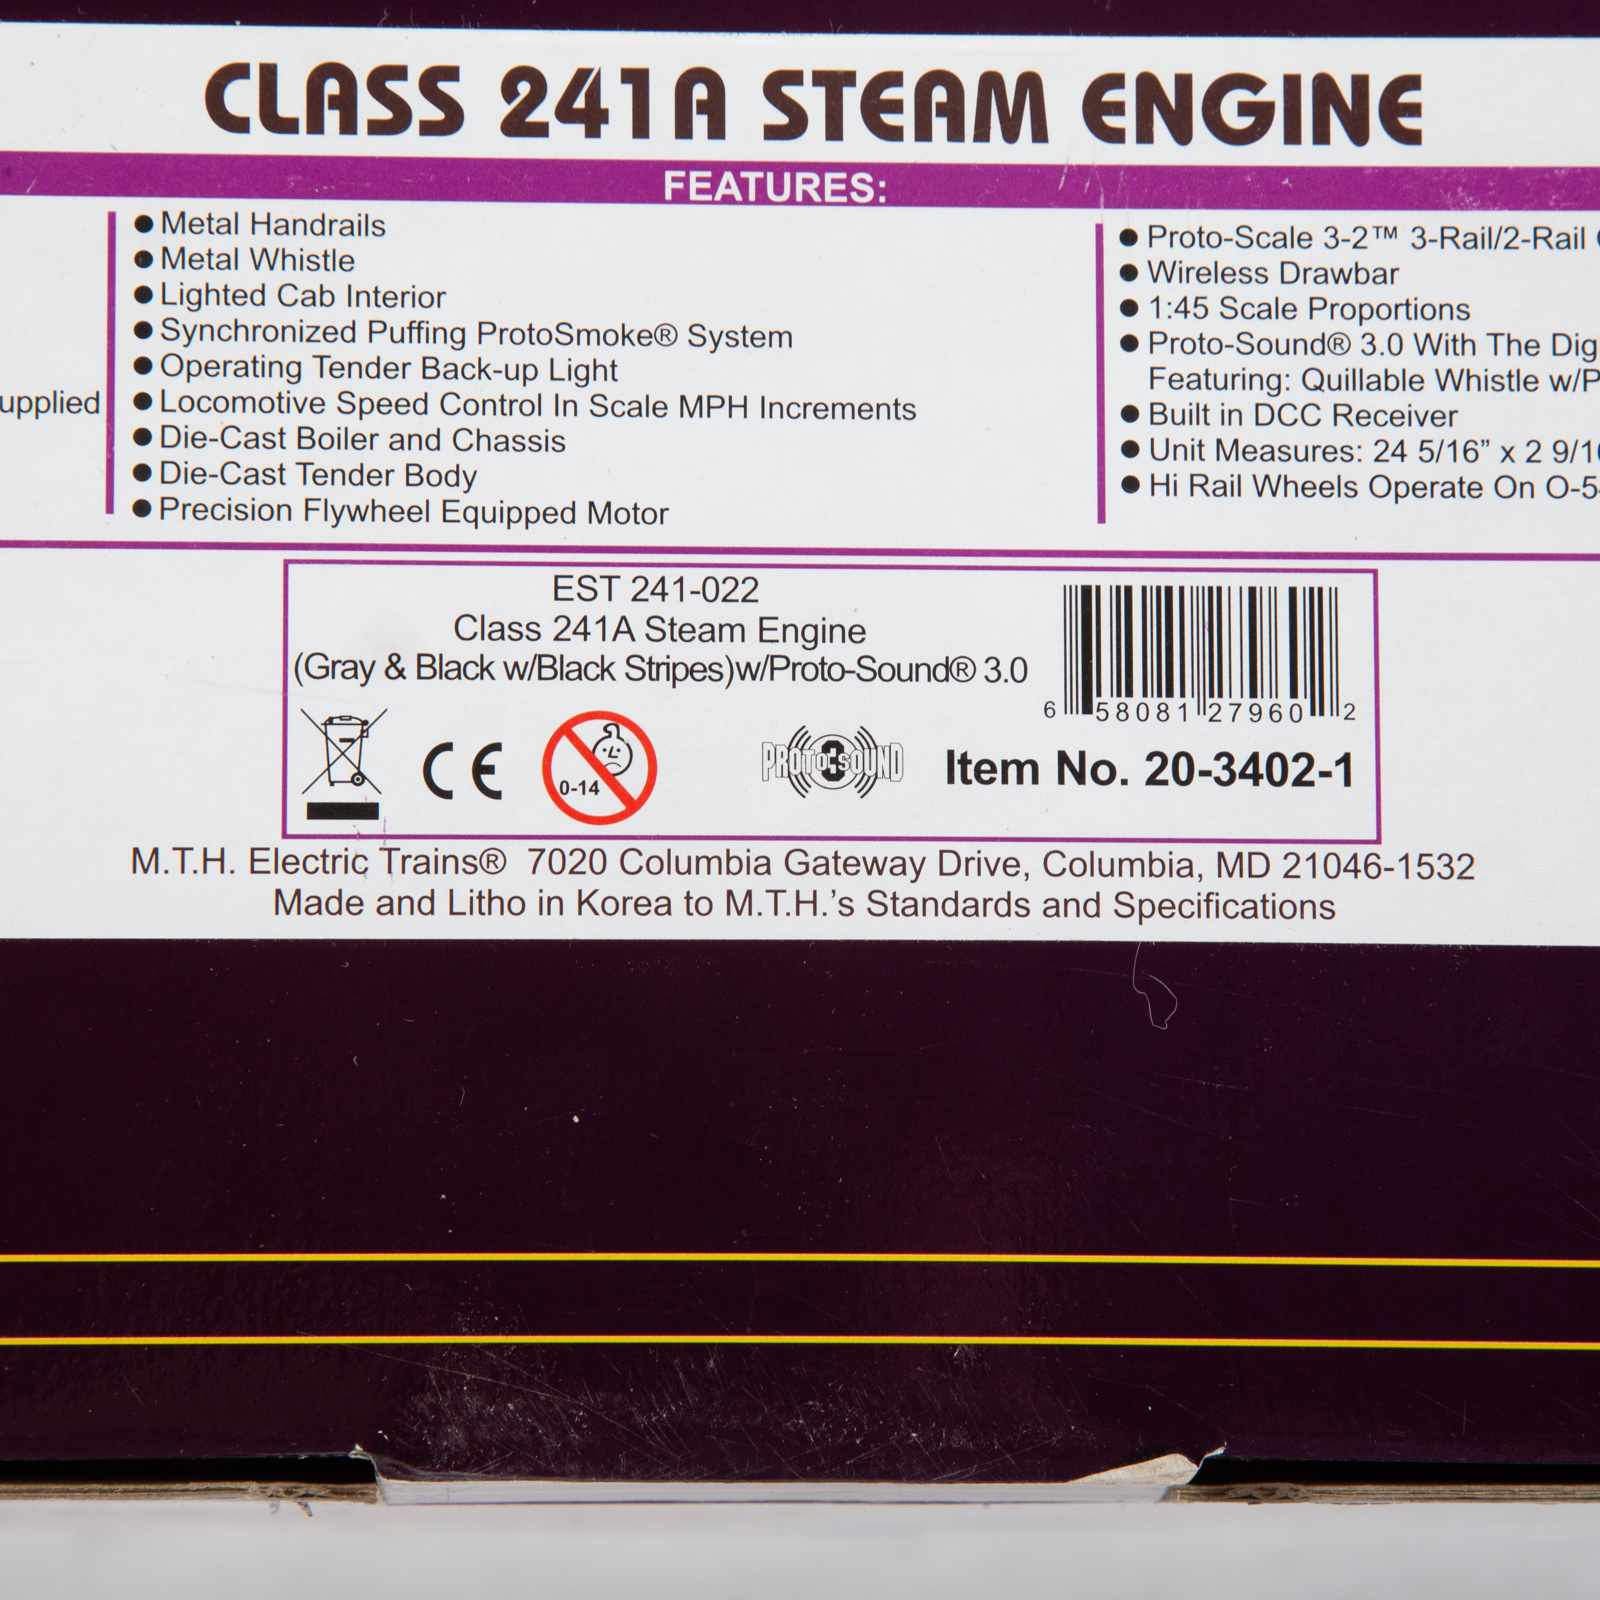 CLASS 241A STEAM ENGINE
FEATURES:
upplied
● Metal Handrails
● Metal Whistle
● Lighted Cab Interior
● Synchronized Puffing ProtoSmoke® System
● Operating Tender Back-up Light
● Locomotive Speed Control In Scale MPH Increments
● Die-Cast Boiler and Chassis
● Die-Cast Tender Body
● Precision Flywheel Equipped Motor
● Proto-Scale 3-2™ 3-Rail/2-Rail
● Wireless Drawbar
● 1:45 Scale Proportions
● Proto-Sound® 3.0 With The Dig
Featuring: Quillable Whistle w/P
● Built in DCC Receiver
● Unit Measures: 24 5/16” x 2 9/1
● Hi Rail Wheels Operate On O-5
EST 241-022
Class 241A Steam Engine
(Gray & Black w/Black Stripes)w/Proto-Sound® 3.0
6 58081 27960 2
CE
0-14
PROTO:SOUND 3
Item No. 20-3402-1
M.T.H. Electric Trains® 7020 Columbia Gateway Drive, Columbia, MD 21046-1532
Made and Litho in Korea to M.T.H.’s Standards and Specifications